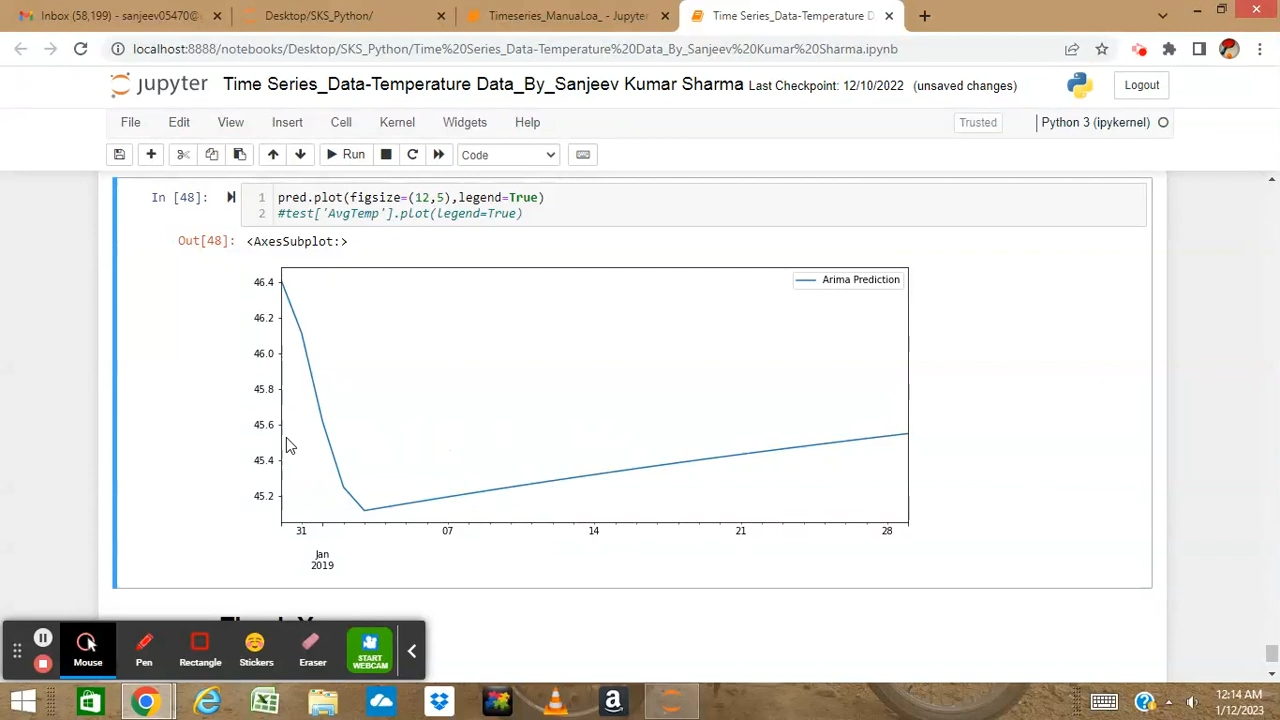 Inbox (58,199) - sanjeev05470@
Desktop/SKS_Python/
Timeseries_ManuaLoa_ - Jupyter
Time Series_Data-Temperature D
localhost:8888/notebooks/Desktop/SKS_Python/Time%20Series_Data-Temperature%20Data_By_Sanjeev%20Kumar%20Sharma.ipynb
jupyter Time Series_Data-Temperature Data_By_Sanjeev Kumar Sharma Last Checkpoint: 12/10/2022 (unsaved changes)
Logout
File Edit View Insert Cell Kernel Widgets Help
Trusted
Python 3 (ipykernel)
Run
Code
In [48]:
1 pred.plot(figsize=(12,5),legend=True)
2 #test['AvgTemp'].plot(legend=True)
Out[48]: <AxesSubplot:>
Arima Prediction
46.4
46.2
46.0
45.8
45.6
45.4
45.2
31 07 14 21 28
Jan
2019
Mouse
Pen
Rectangle
Stickers
Eraser
START
WEBCAM
12:14 AM
1/12/2023